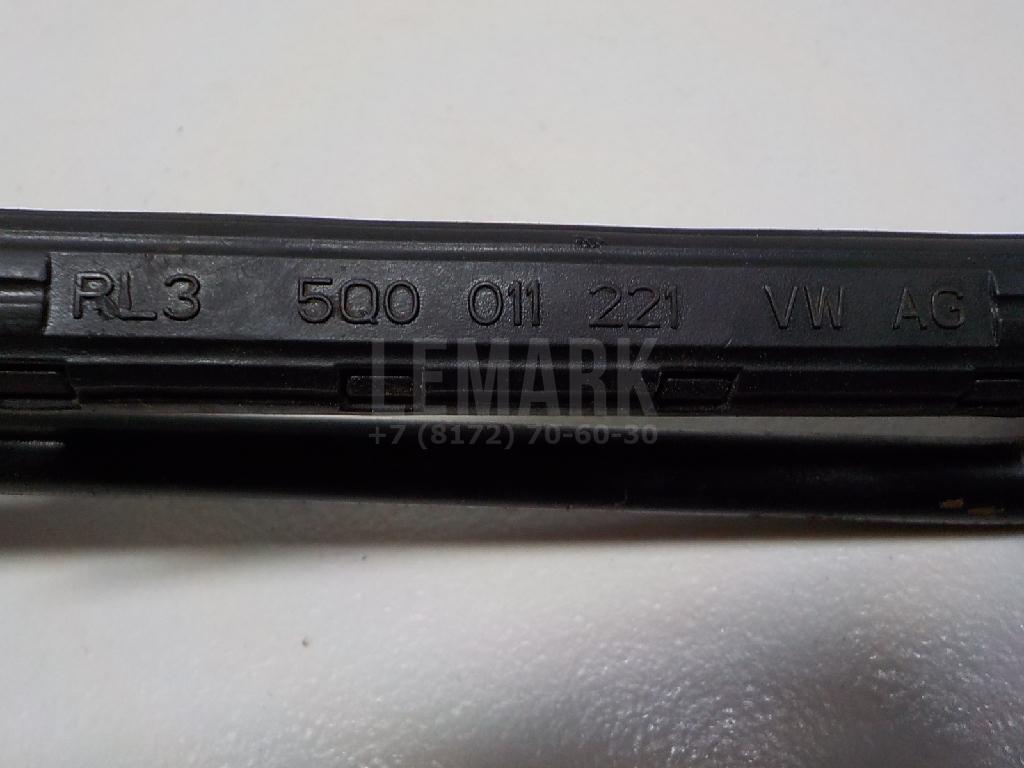 RL3 5Q0 011 221 VW AG
LEMARK
+7 (8172) 70-60-30